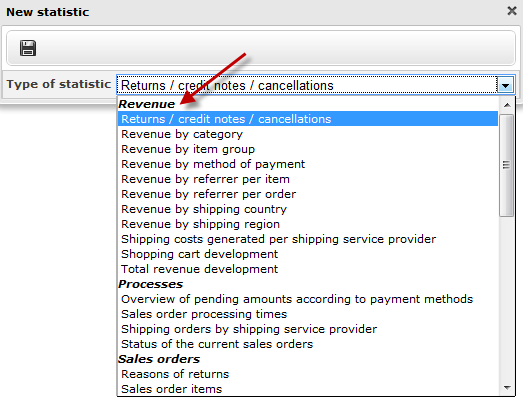 New statistic
Type of statistic Returns / credit notes / cancellations
Revenue
Returns / credit notes / cancellations
Revenue by category
Revenue by item group
Revenue by method of payment
Revenue by referrer per item
Revenue by referrer per order
Revenue by shipping country
Revenue by shipping region
Shipping costs generated per shipping service provider
Shopping cart development
Total revenue development
Processes
Overview of pending amounts according to payment methods
Sales order processing times
Shipping orders by shipping service provider
Status of the current sales orders
Sales orders
Reasons of returns
Sales order items